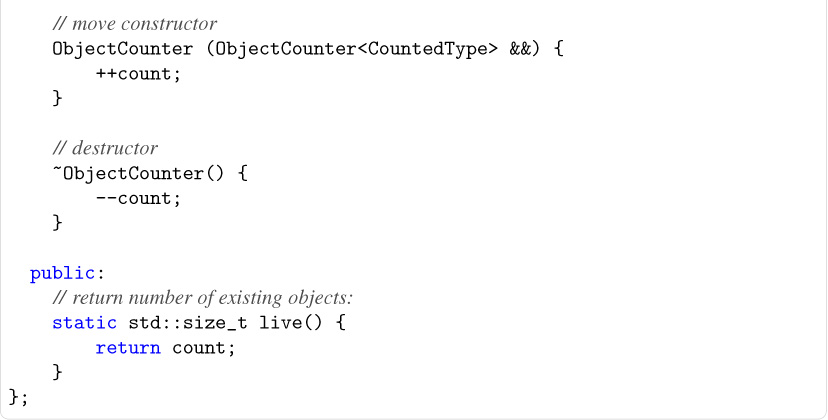 // move constructor
ObjectCounter (ObjectCounter<CountedType> &&) {
++count;
}
// destructor
~ObjectCounter() {
--count;
}
public:
// return number of existing objects:
static std::size_t live() {
return count;
}
};